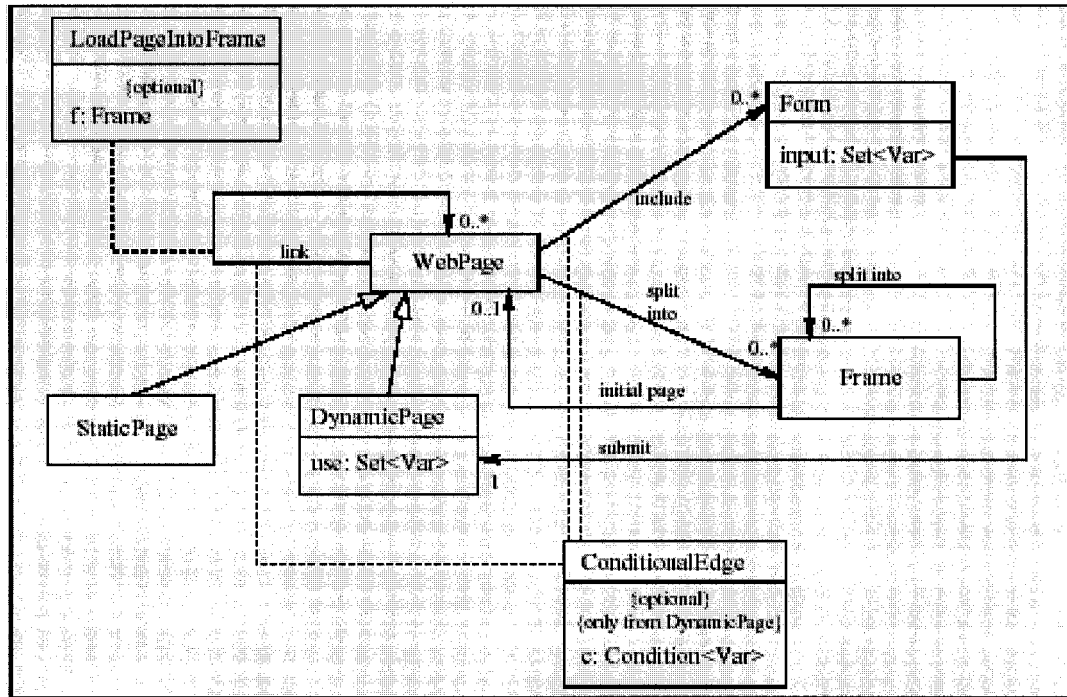 LoadPageIntoFrame
{optional}
f: Frame
0..*
Form
input: Set<Var>
include
0..*
link
WebPage
split into
split
into
0..1
0..*
0..*
Frame
initial page
StaticPage
DynamicPage
use: Set<Var>
submit
1
ConditionalEdge
{optional}
{only from DynamicPage}
c: Condition<Var>